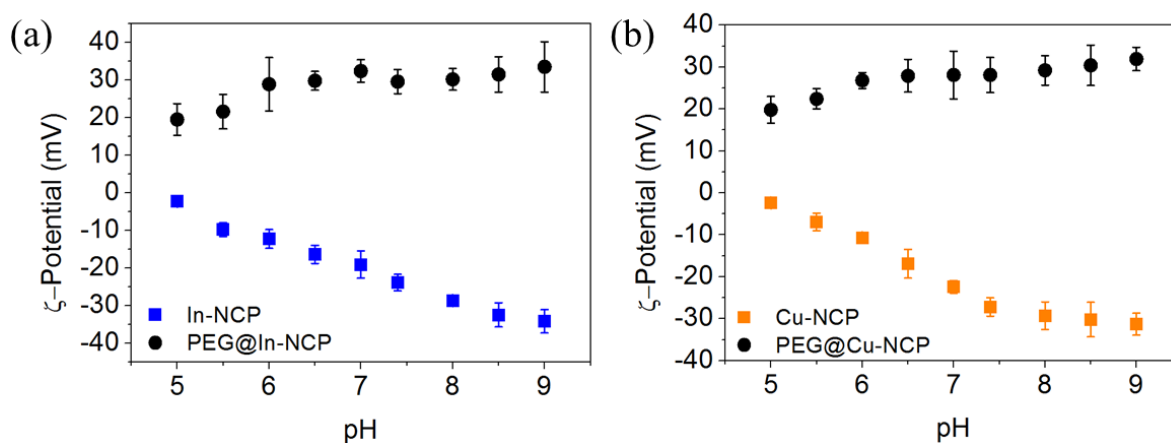 (a)
40
30
20
10
0
-10
-20
-30
-40
ζ–Potential (mV)
In-NCP
PEG@In-NCP
5 6 7 8 9
pH
(b)
40
30
20
10
0
-10
-20
-30
-40
ζ–Potential (mV)
Cu-NCP
PEG@Cu-NCP
5 6 7 8 9
pH